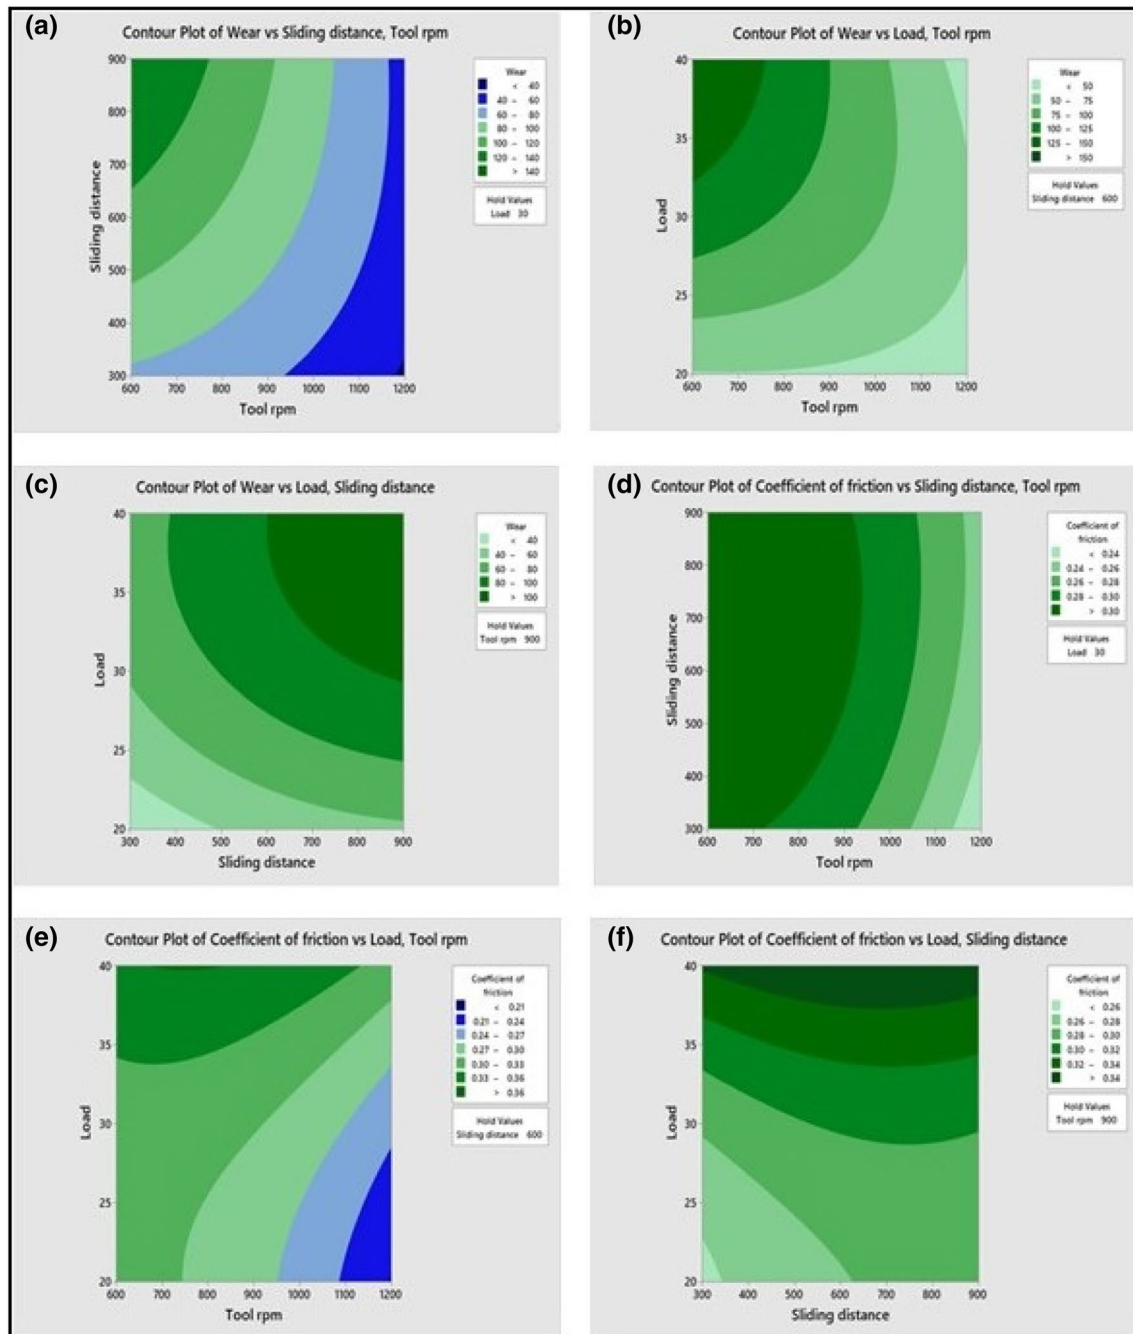 (a)
Contour Plot of Wear vs Sliding distance, Tool rpm
900
800
700
600
500
400
300
Sliding distance
600 700 800 900 1000 1100 1200
Tool rpm
Wear
< 40
40 – 60
60 – 80
80 – 100
100 – 120
120 – 140
> 140
Hold Values
Load 30
(b)
Contour Plot of Wear vs Load, Tool rpm
40
35
30
25
20
Load
600 700 800 900 1000 1100 1200
Tool rpm
Wear
< 50
50 – 75
75 – 100
100 – 125
125 – 150
> 150
Hold Values
Sliding distance 600
(c)
Contour Plot of Wear vs Load, Sliding distance
40
35
30
25
20
Load
300 400 500 600 700 800 900
Sliding distance
Wear
< 40
40 – 60
60 – 80
80 – 100
> 100
Hold Values
Tool rpm 900
(d)
Contour Plot of Coefficient of friction vs Sliding distance, Tool rpm
900
800
700
600
500
400
300
Sliding distance
600 700 800 900 1000 1100 1200
Tool rpm
Coefficient of
friction
< 0.24
0.24 – 0.26
0.26 – 0.28
0.28 – 0.30
> 0.30
Hold Values
Load 30
(e)
Contour Plot of Coefficient of friction vs Load, Tool rpm
40
35
30
25
20
Load
600 700 800 900 1000 1100 1200
Tool rpm
Coefficient of
friction
< 0.21
0.21 – 0.24
0.24 – 0.27
0.27 – 0.30
0.30 – 0.33
0.33 – 0.36
> 0.36
Hold Values
Sliding distance 600
(f)
Contour Plot of Coefficient of friction vs Load, Sliding distance
40
35
30
25
20
Load
300 400 500 600 700 800 900
Sliding distance
Coefficient of
friction
< 0.26
0.26 – 0.28
0.28 – 0.30
0.30 – 0.32
0.32 – 0.34
> 0.34
Hold Values
Tool rpm 900